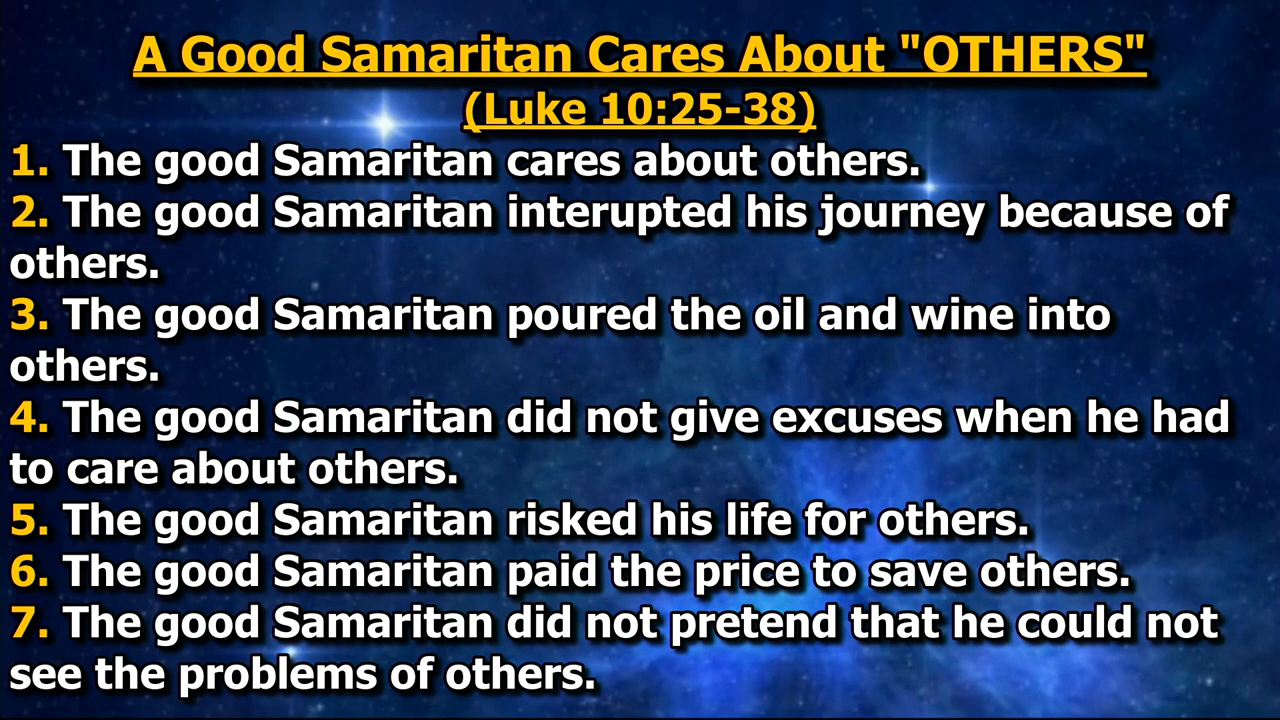 A Good Samaritan Cares About "OTHERS"
(Luke 10:25-38)
1. The good Samaritan cares about others.
2. The good Samaritan interupted his journey because of
others.
3. The good Samaritan poured the oil and wine into
others.
4. The good Samaritan did not give excuses when he had
to care about others.
5. The good Samaritan risked his life for others.
6. The good Samaritan paid the price to save others.
7. The good Samaritan did not pretend that he could not
see the problems of others.